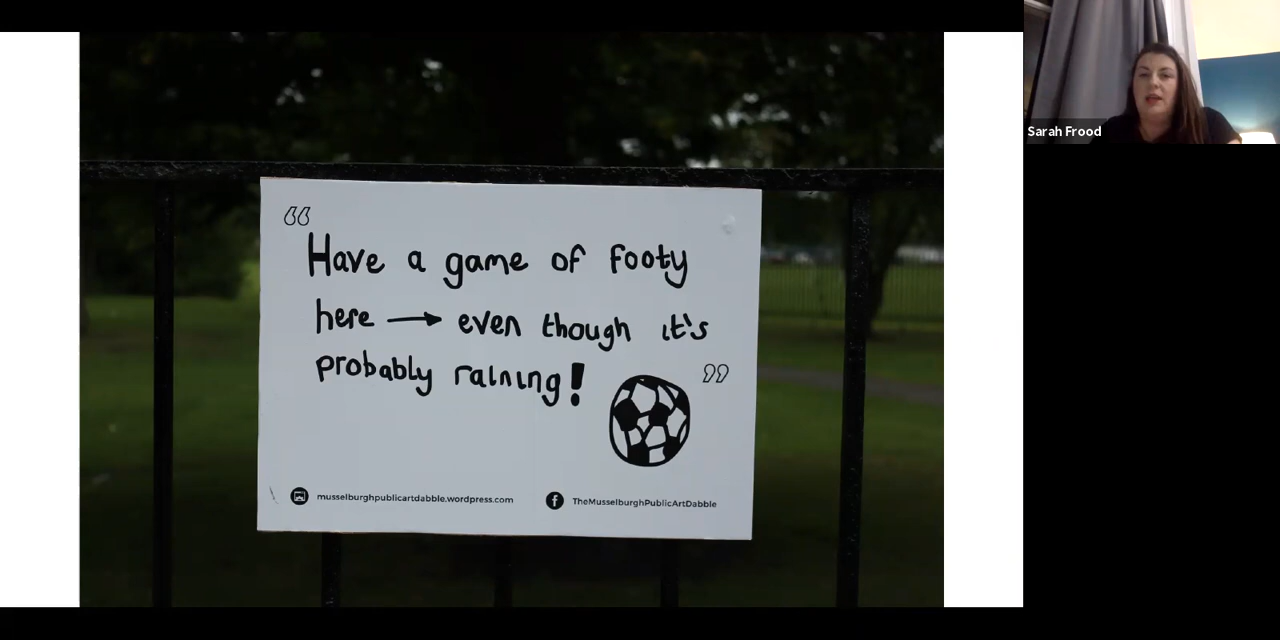 “
Have a game of footy
here → even though it's
probably raining!
”
musselburghpublicartdabble.wordpress.com
TheMusselburghPublicArtDabble
Sarah Frood